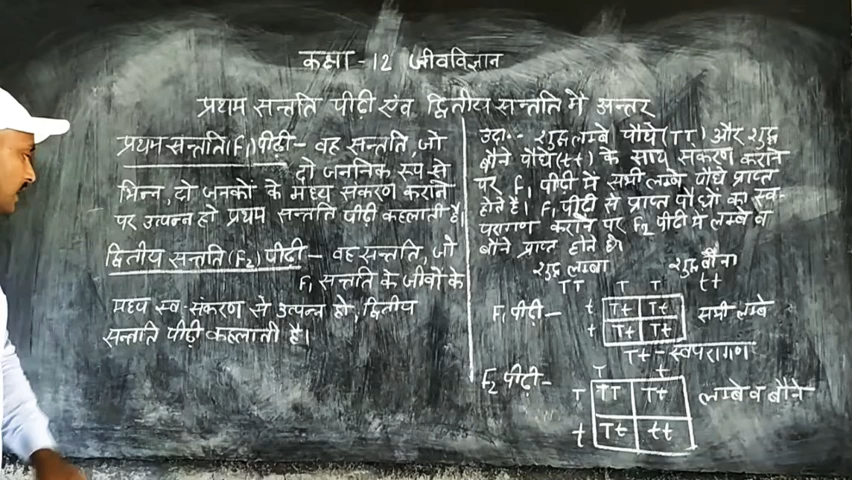 कक्षा -12 जीवविज्ञान
प्रथम सन्तति पीढ़ी एंव द्वितीय सन्तति में अन्तर
प्रथम सन्तति(F₁) पीढ़ी - वह सन्तति, जो
दो जननिक रूप से
भिन्न, दो जनकों के मध्य संकरण कराने
पर उत्पन्न हो प्रथम सन्तति पीढ़ी कहलाती है।
द्वितीय सन्तति(F₂) पीढ़ी - वह सन्तति, जो
F₁ सन्तति के जीवों के
मध्य स्व-संकरण से उत्पन्न हो, द्वितीय
सन्तति पीढ़ी कहलाती है।
उदा०- शुद्ध लम्बे पौधे (TT) और शुद्ध
बौने पौधे (tt) के साथ संकरण कराने
पर F₁ पीढ़ी में सभी लम्बे पौधे प्राप्त
होते है। F₁ पीढ़ी से प्राप्त पौधों का स्व-
परागण कराने पर F₂ पीढ़ी में लम्बे व
बौने प्राप्त होते है।
शुद्ध लम्बा शुद्ध बौना
TT T T tt
F₁ पीढ़ी - t Tt Tt सभी लम्बे
t Tt Tt
Tt - स्वपरागण
T t
F₂ पीढ़ी - T TT Tt लम्बे व बौने
t Tt tt